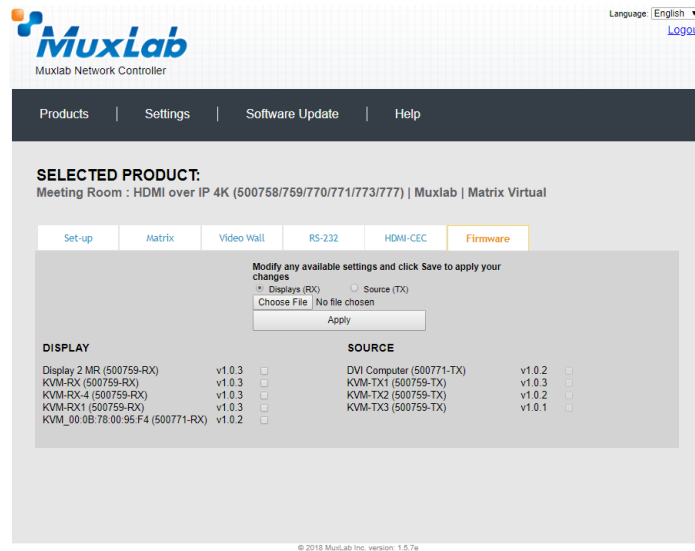 Language: English
Logou
MuxLab
Muxlab Network Controller
Products | Settings | Software Update | Help
SELECTED PRODUCT:
Meeting Room : HDMI over IP 4K (500758/759/770/771/773/777) | Muxlab | Matrix Virtual
Set-up Matrix Video Wall RS-232 HDMI-CEC Firmware
Modify any available settings and click Save to apply your
changes
Displays (RX) Source (TX)
Choose File No file chosen
Apply
DISPLAY SOURCE
Display 2 MR (500759-RX) v1.0.3 DVI Computer (500771-TX) v1.0.2
KVM-RX (500759-RX) v1.0.3 KVM-TX1 (500759-TX) v1.0.3
KVM-RX-4 (500759-RX) v1.0.3 KVM-TX2 (500759-TX) v1.0.2
KVM-RX1 (500759-RX) v1.0.3 KVM-TX3 (500759-TX) v1.0.1
KVM_00:0B:78:00:95:F4 (500771-RX) v1.0.2
© 2018 MuxLab Inc. version: 1.5.7e